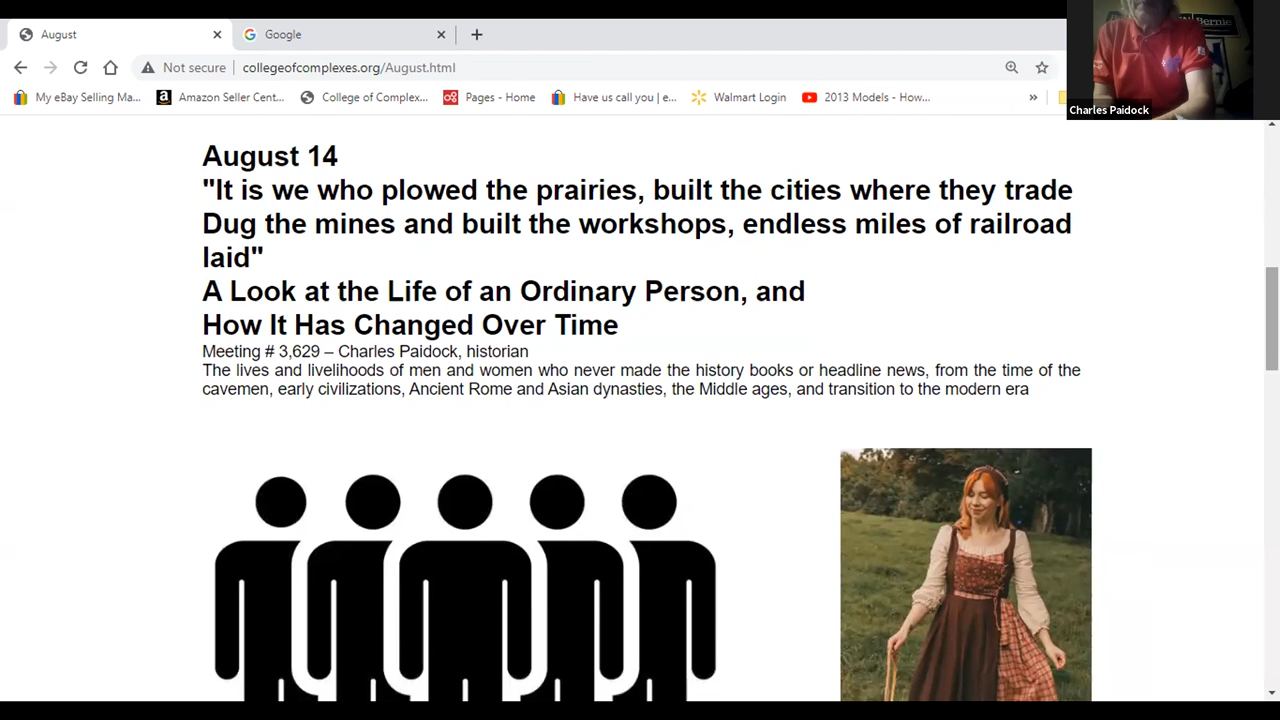 August
Google
Not secure
collegeofcomplexes.org/August.html
My eBay Selling Ma...
Amazon Seller Cent...
College of Complex...
Pages - Home
Have us call you | e...
Walmart Login
2013 Models - How...
»
Bernie
Charles Paidock
August 14
"It is we who plowed the prairies, built the cities where they trade
Dug the mines and built the workshops, endless miles of railroad
laid"
A Look at the Life of an Ordinary Person, and
How It Has Changed Over Time
Meeting # 3,629 – Charles Paidock, historian
The lives and livelihoods of men and women who never made the history books or headline news, from the time of the
cavemen, early civilizations, Ancient Rome and Asian dynasties, the Middle ages, and transition to the modern era